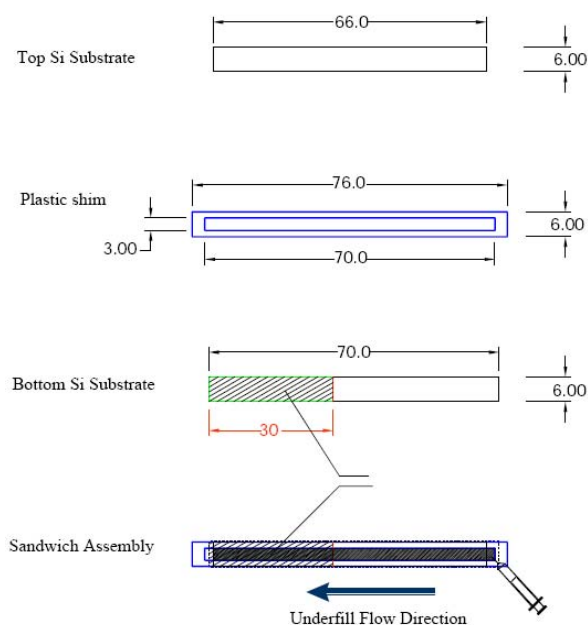 66.0
Top Si Substrate
6.00
76.0
Plastic shim
6.00
3.00
70.0
70.0
Bottom Si Substrate
6.00
30
Sandwich Assembly
Underfill Flow Direction